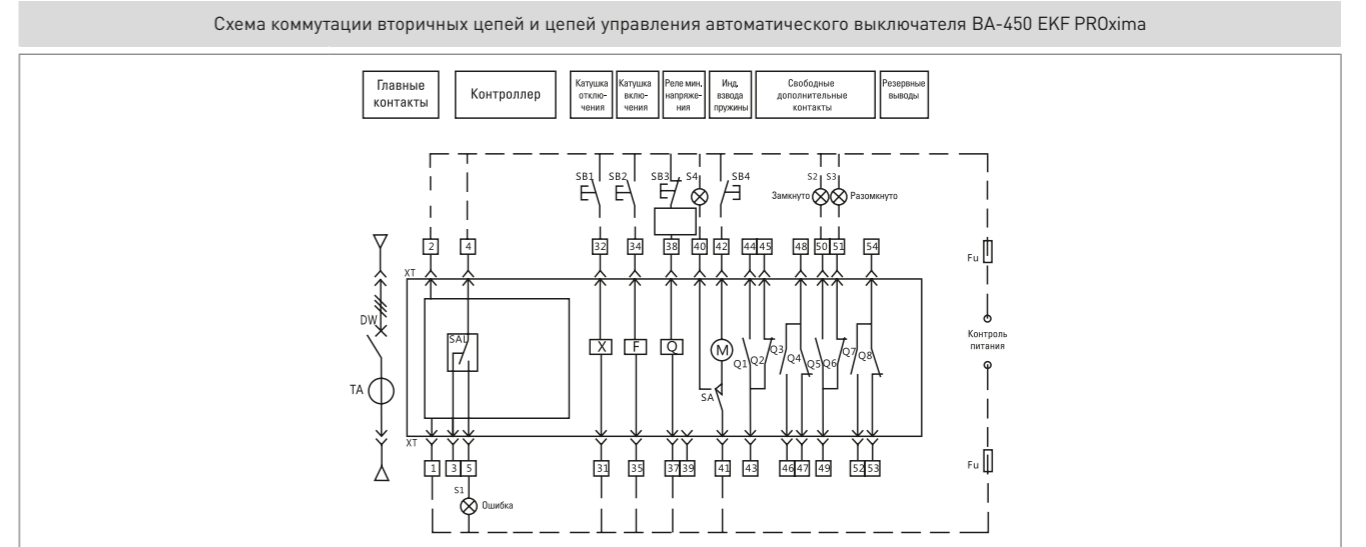 Схема коммутации вторичных цепей и цепей управления автоматического выключателя ВА-450 EKF PROxima
Главные
контакты
Контроллер
Катушка
отклю-
чения
Катушка
вклю-
чения
Реле мин.
напряже-
ния
Инд.
взвода
пружины
Свободные
дополнительные
контакты
Резервные
выводы
SB1 SB2 SB3 S4 SB4 S2 S3
Замкнуто Разомкнуто
2 4 32 34 38 40 42 44 45 48 50 51 54
Fu
XT
DW
SAL
X F Q M
Q1 Q2 Q3 Q4 Q5 Q6 Q7 Q8
Контроль
питания
TA
SA
XT
1 3 5 31 35 37 39 41 43 46 47 49 52 53
Fu
S1
Ошибка